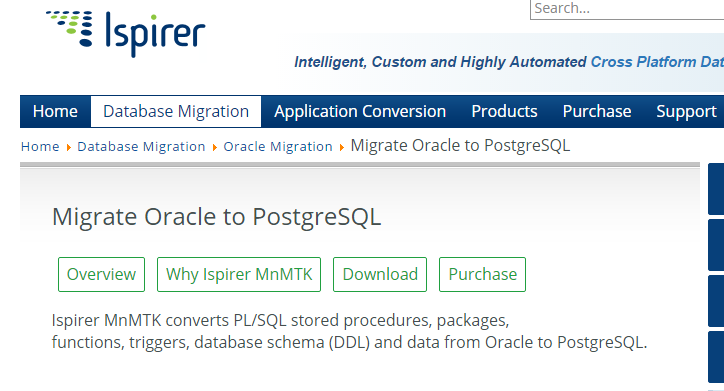 Search...
Ispirer
Intelligent, Custom and Highly Automated Cross Platform Dat
Home Database Migration Application Conversion Products Purchase Support
Home Database Migration Oracle Migration Migrate Oracle to PostgreSQL
Migrate Oracle to PostgreSQL
Overview Why Ispirer MnMTK Download Purchase
Ispirer MnMTK converts PL/SQL stored procedures, packages,
functions, triggers, database schema (DDL) and data from Oracle to PostgreSQL.